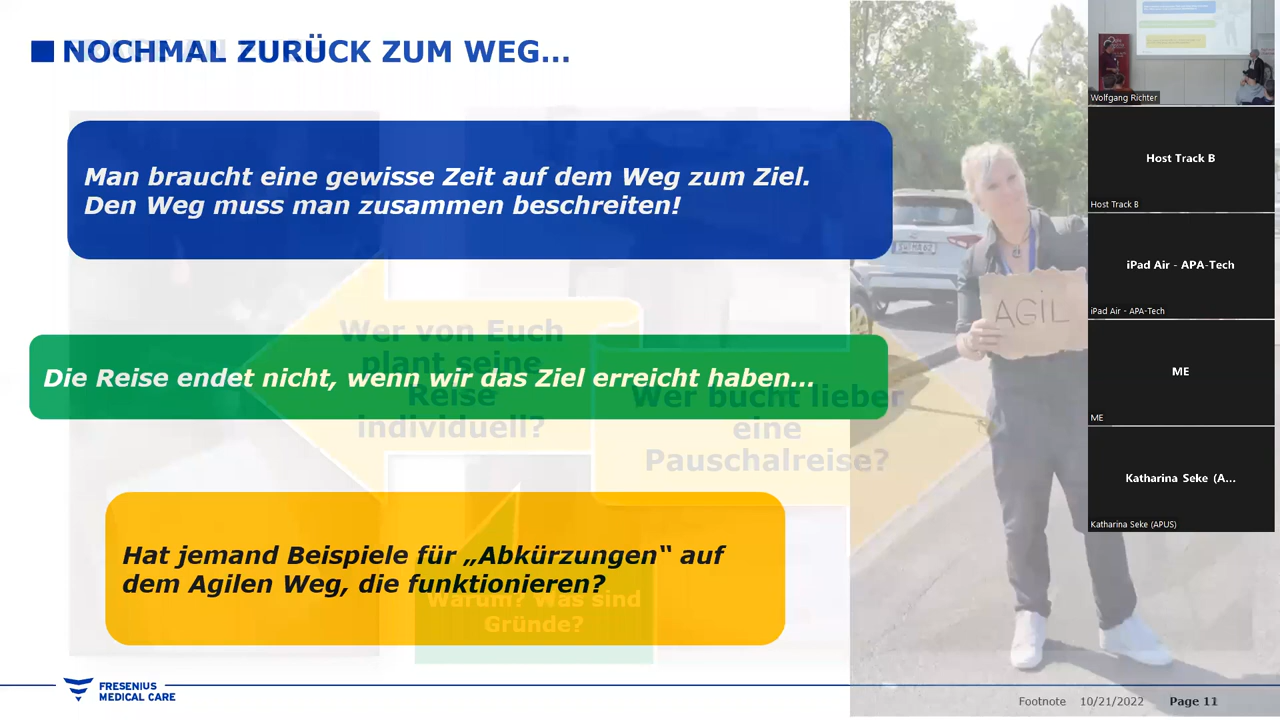 NOCHMAL ZURÜCK ZUM WEG...
Man braucht eine gewisse Zeit auf dem Weg zum Ziel.
Den Weg muss man zusammen beschreiten!
Wer von Euch
plant seine
Reise
individuell?
Die Reise endet nicht, wenn wir das Ziel erreicht haben...
Wer bucht lieber
eine
Pauschalreise?
Hat jemand Beispiele für „Abkürzungen“ auf
dem Agilen Weg, die funktionieren?
Warum? Was sind
Gründe?
AGIL
FRESENIUS
MEDICAL CARE
Footnote 10/21/2022 Page 11
Wolfgang Richter
Host Track B
Host Track B
iPad Air - APA-Tech
iPad Air - APA-Tech
ME
ME
Katharina Seke (A...
Katharina Seke (APUS)